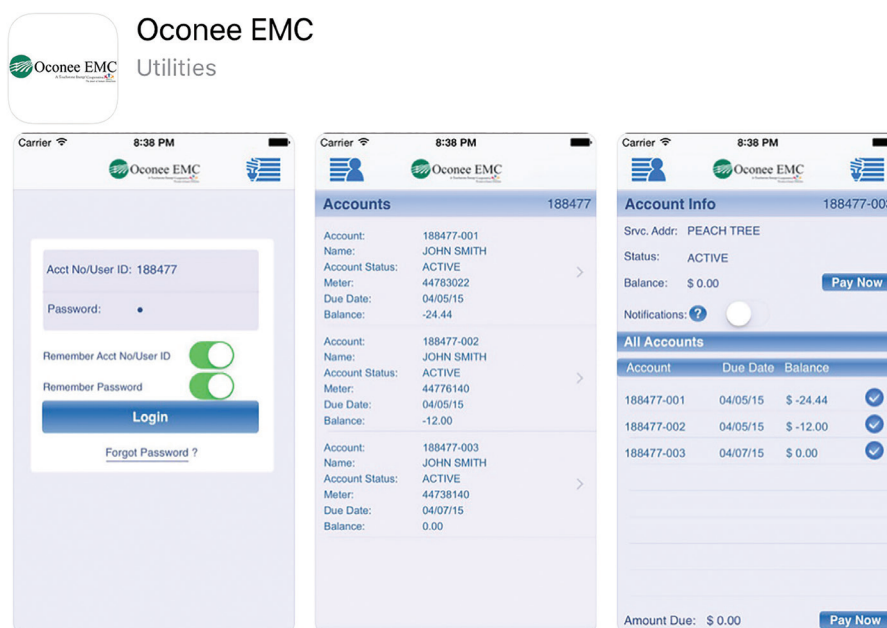 Oconee EMC
Utilities
Oconee EMC
Carrier 8:38 PM
Oconee EMC
Acct No/User ID: 188477
Password: •
Remember Acct No/User ID
Remember Password
Login
Forgot Password ?
Carrier 8:38 PM
Oconee EMC
Accounts 188477
Account: 188477-001
Name: JOHN SMITH
Account Status: ACTIVE
Meter: 44783022
Due Date: 04/05/15
Balance: -24.44
Account: 188477-002
Name: JOHN SMITH
Account Status: ACTIVE
Meter: 44776140
Due Date: 04/05/15
Balance: -12.00
Account: 188477-003
Name: JOHN SMITH
Account Status: ACTIVE
Meter: 44738140
Due Date: 04/07/15
Balance: 0.00
Carrier 8:38 PM
Oconee EMC
Account Info 188477-003
Srvc. Addr: PEACH TREE
Status: ACTIVE
Balance: $ 0.00 Pay Now
Notifications: ?
All Accounts
Account Due Date Balance
188477-001 04/05/15 $ -24.44
188477-002 04/05/15 $ -12.00
188477-003 04/07/15 $ 0.00
Amount Due: $ 0.00 Pay Now